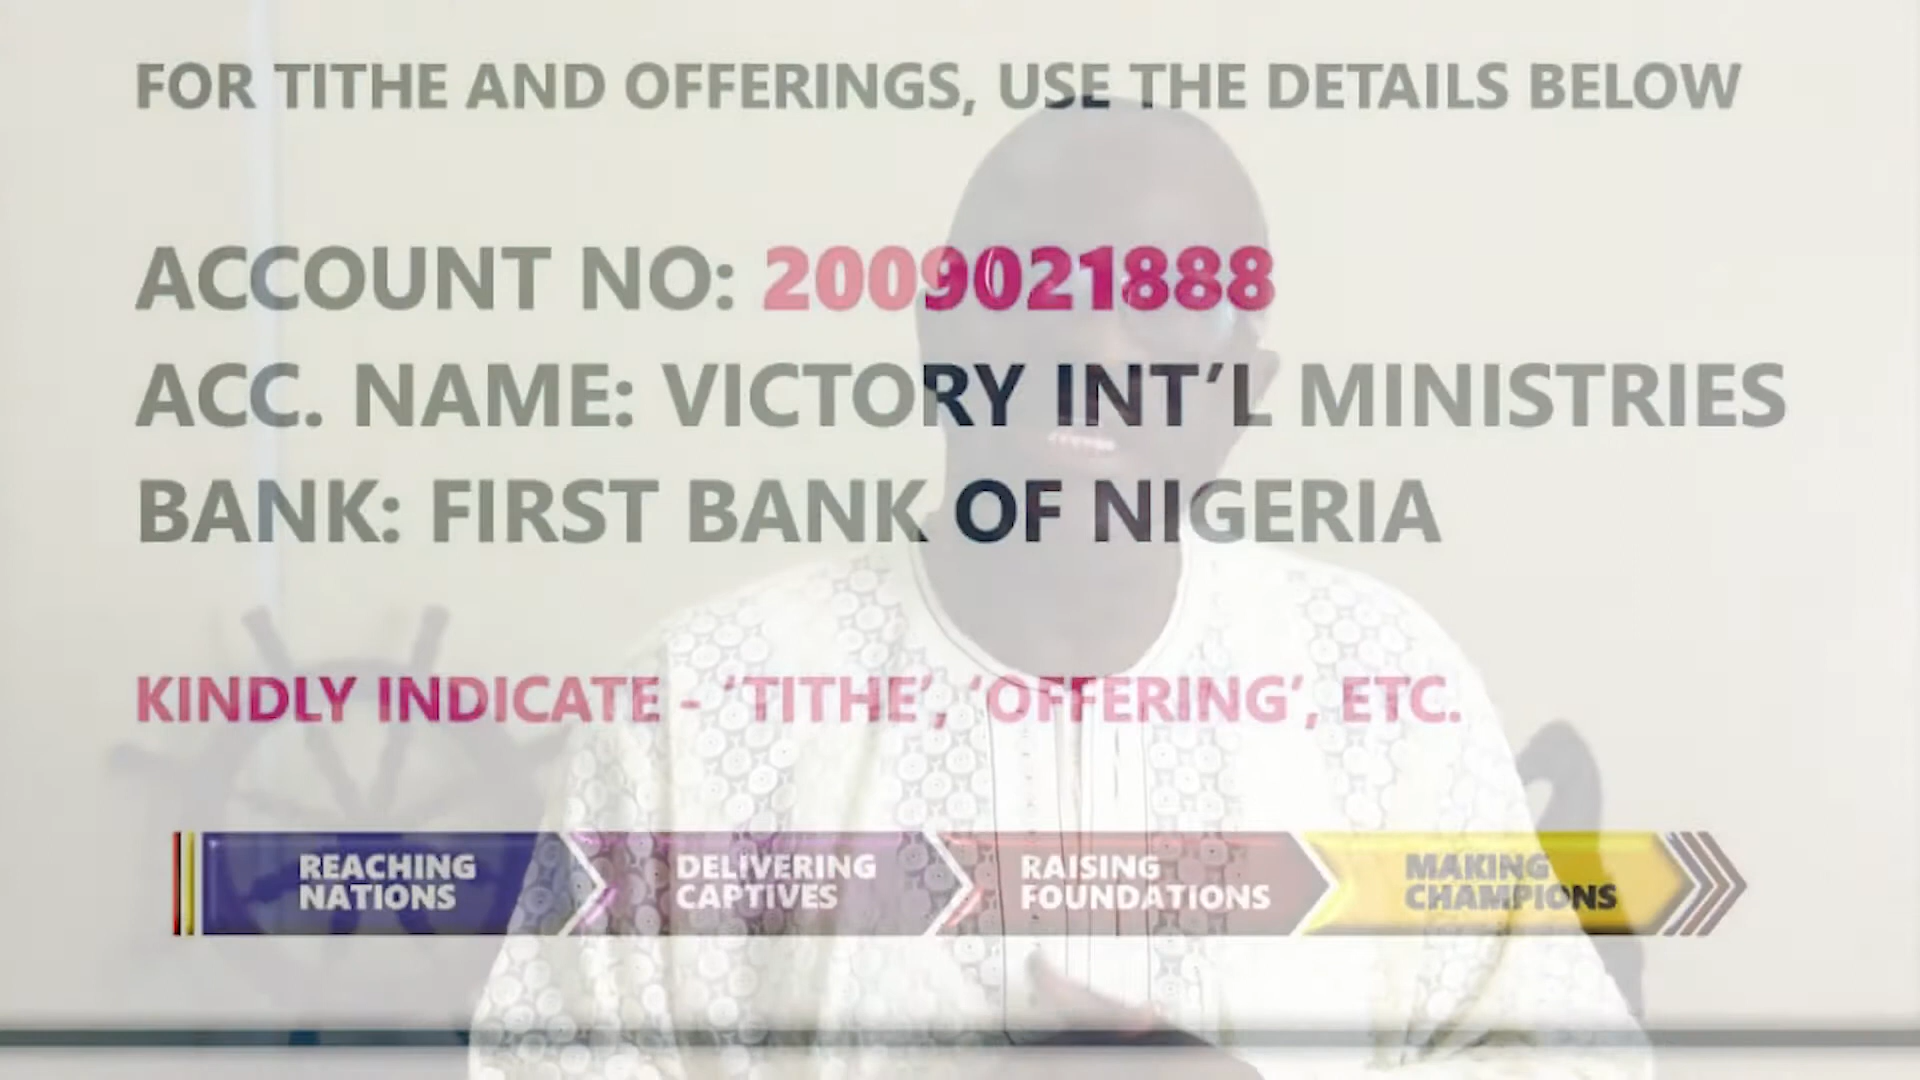 FOR TITHE AND OFFERINGS, USE THE DETAILS BELOW
ACCOUNT NO: 2009021888
ACC. NAME: VICTORY INT’L MINISTRIES
BANK: FIRST BANK OF NIGERIA
KINDLY INDICATE - ‘TITHE’, ‘OFFERING’, ETC.
REACHING
NATIONS
DELIVERING
CAPTIVES
RAISING
FOUNDATIONS
MAKING
CHAMPIONS